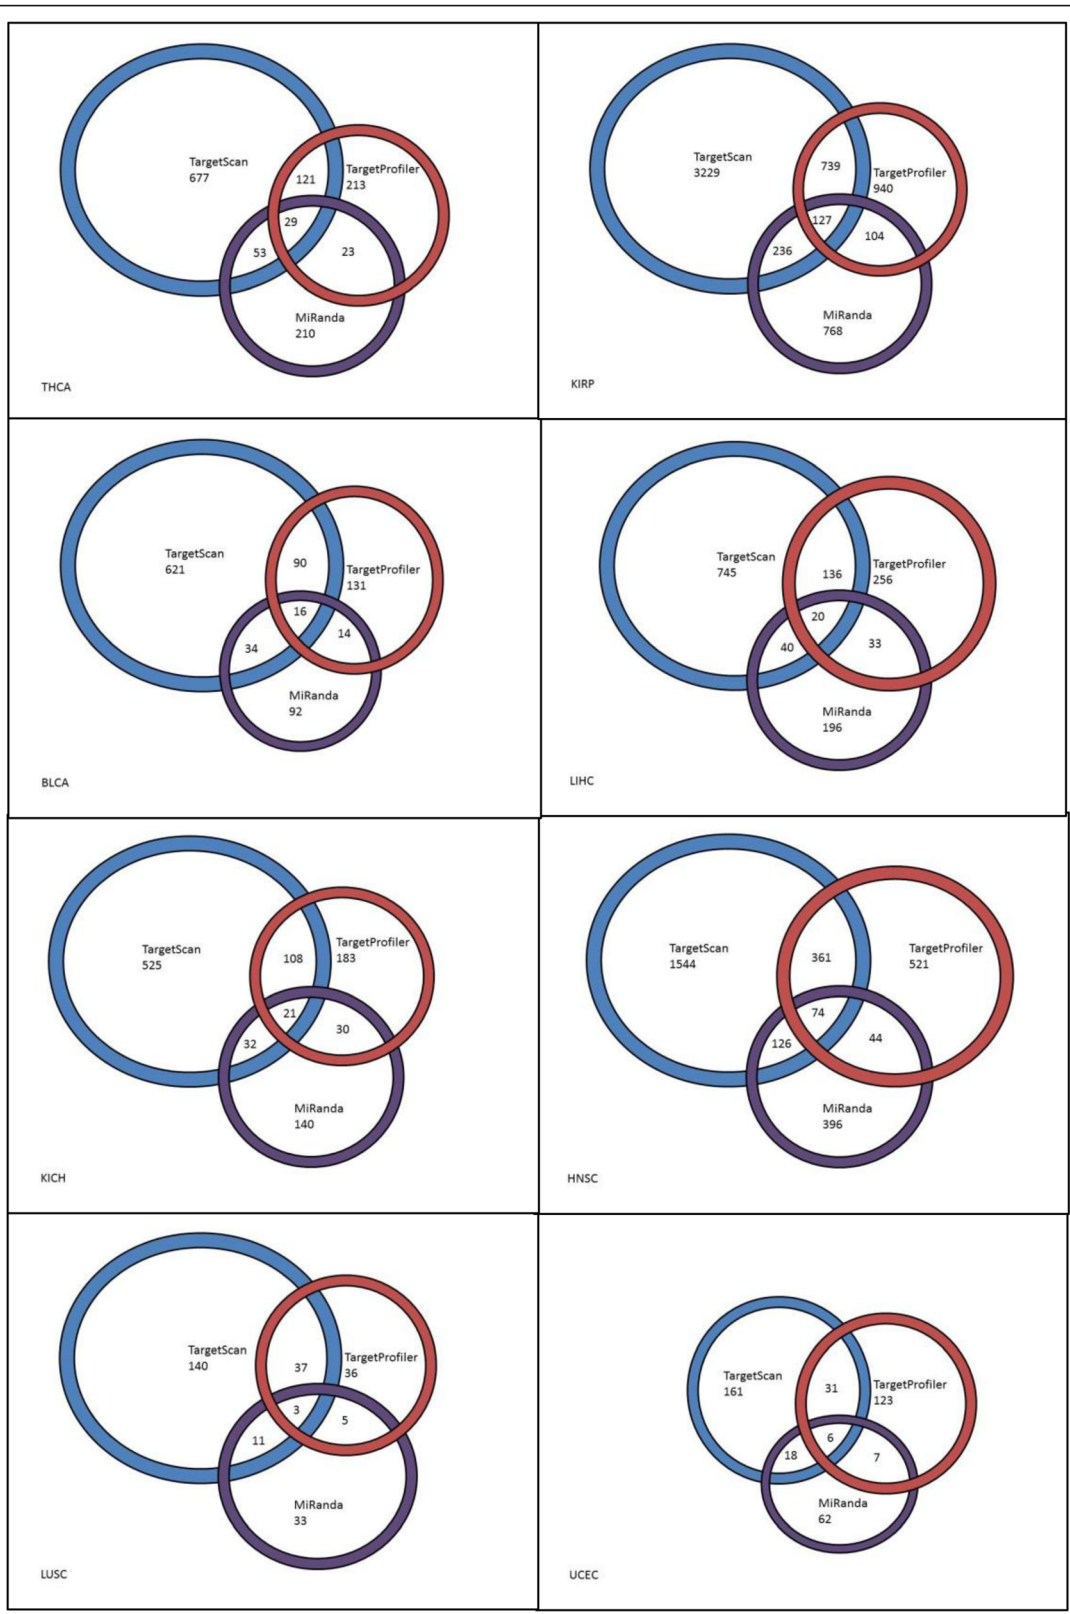 TargetScan
677
121
TargetProfiler
213
29
53
23
MiRanda
210
THCA
TargetScan
3229
739
TargetProfiler
940
127
236
104
MiRanda
768
KIRP
TargetScan
621
90
TargetProfiler
131
16
34
14
MiRanda
92
BLCA
TargetScan
745
136
TargetProfiler
256
20
40
33
MiRanda
196
LIHC
TargetScan
525
108
TargetProfiler
183
21
32
30
MiRanda
140
KICH
TargetScan
1544
361
TargetProfiler
521
74
126
44
MiRanda
396
HNSC
TargetScan
140
37
TargetProfiler
36
3
11
5
MiRanda
33
LUSC
TargetScan
161
31
TargetProfiler
123
6
18
7
MiRanda
62
UCEC